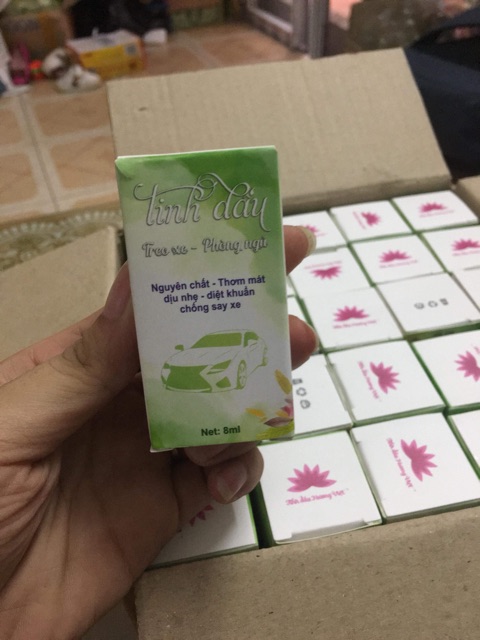 tinh dầu
Treo xe - Phòng ngủ
Nguyên chất - Thơm mát
dịu nhẹ - diệt khuẩn
chống say xe
Net: 8ml